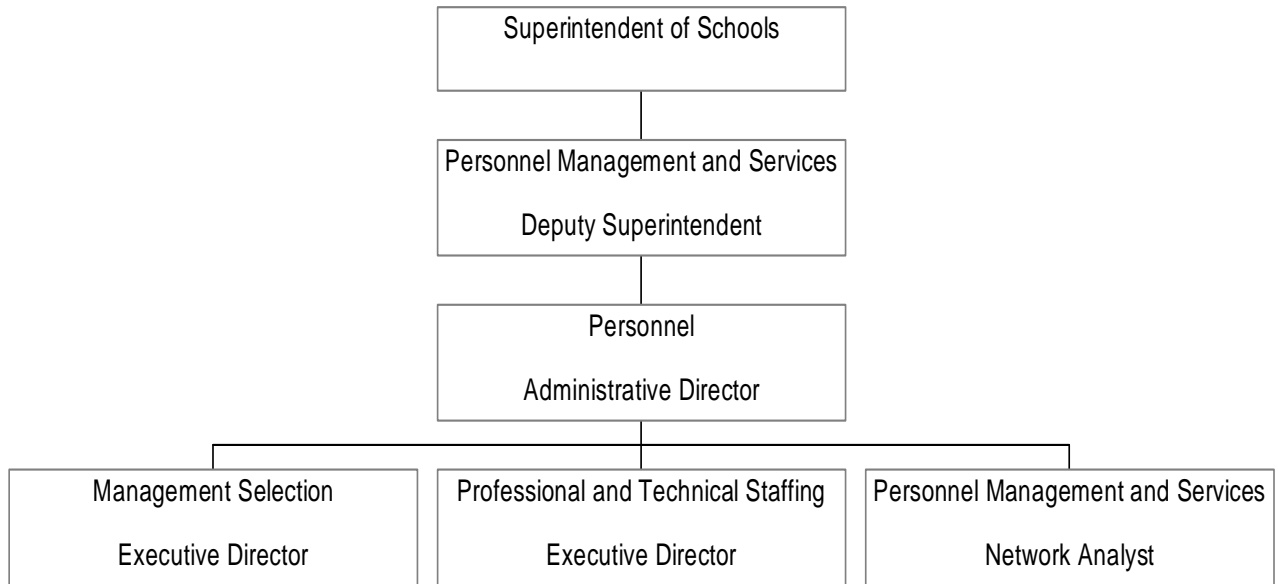 Superintendent of Schools
Personnel Management and Services
Deputy Superintendent
Personnel
Administrative Director
Management Selection
Executive Director
Professional and Technical Staffing
Executive Director
Personnel Management and Services
Network Analyst